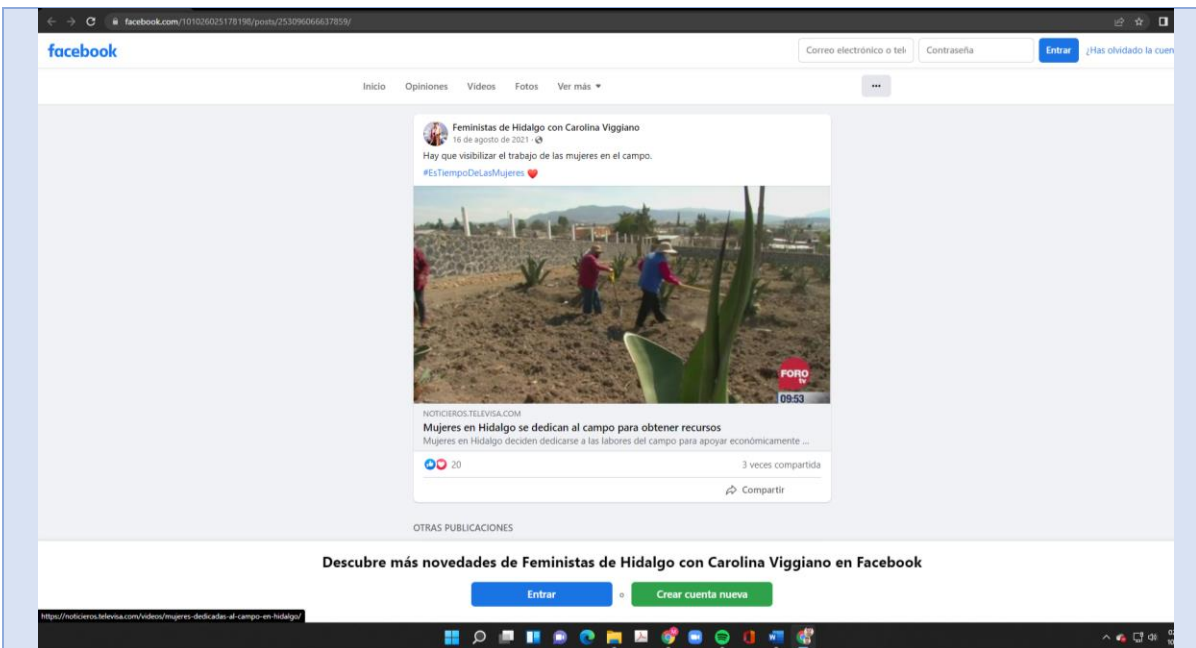 facebook.com/101026025178198/posts/253096066637859/
facebook
Correo electrónico o tel
Contraseña
Entrar
¿Has olvidado la cuen
Inicio Opiniones Vídeos Fotos Ver más
Feministas de Hidalgo con Carolina Viggiano
16 de agosto de 2021 ·
Hay que visibilizar el trabajo de las mujeres en el campo.
#EsTiempoDeLasMujeres ❤️
FORO
tv
09:53
NOTICIEROS.TELEVISA.COM
Mujeres en Hidalgo se dedican al campo para obtener recursos
Mujeres en Hidalgo deciden dedicarse a las labores del campo para apoyar económicamente ...
20
3 veces compartida
Compartir
OTRAS PUBLICACIONES
Descubre más novedades de Feministas de Hidalgo con Carolina Viggiano en Facebook
Entrar o Crear cuenta nueva
https://noticieros.televisa.com/videos/mujeres-dedicadas-al-campo-en-hidalgo/